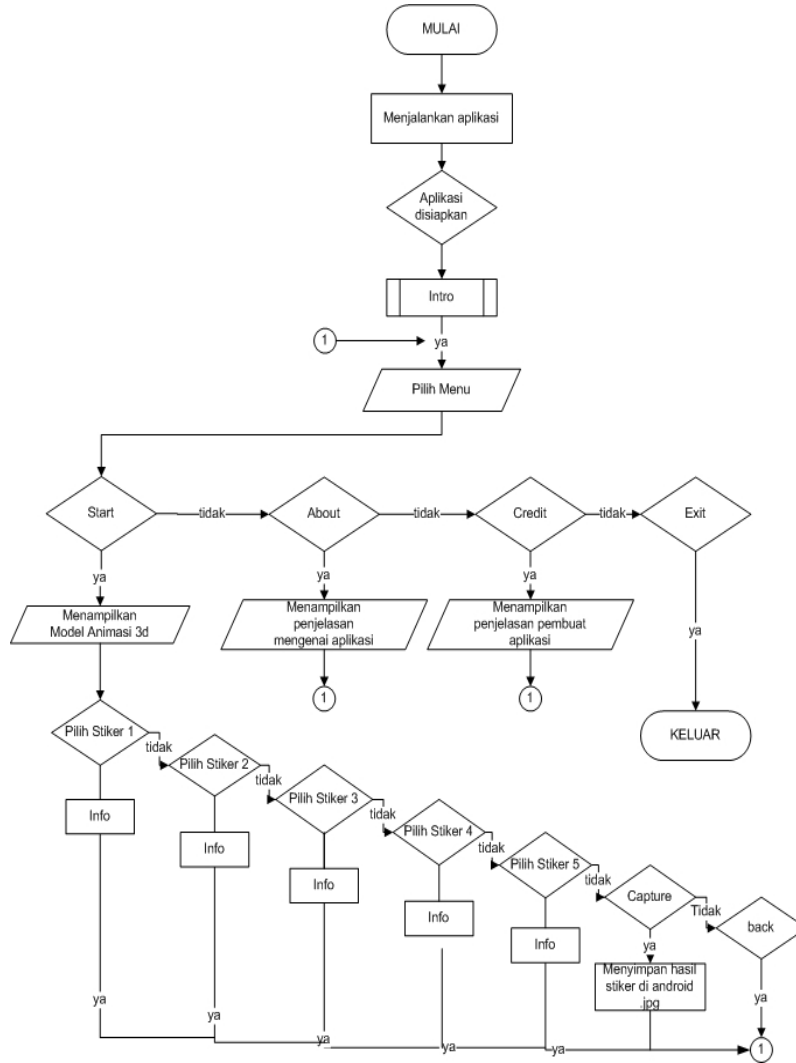 MULAI
Menjalankan aplikasi
Aplikasi
disiapkan
Intro
1
ya
Pilih Menu
Start
tidak
About
tidak
Credit
tidak
Exit
ya
ya
ya
ya
Menampilkan
Model Animasi 3d
Menampilkan
penjelasan
mengenai aplikasi
Menampilkan
penjelasan pembuat
aplikasi
1
1
KELUAR
Pilih Stiker 1
tidak
Pilih Stiker 2
tidak
Pilih Stiker 3
tidak
Pilih Stiker 4
tidak
Pilih Stiker 5
tidak
Capture
Tidak
back
Info
Info
Info
Info
Info
ya
Menyimpan hasil
stiker di android
.jpg
ya
ya
ya
ya
ya
ya
1